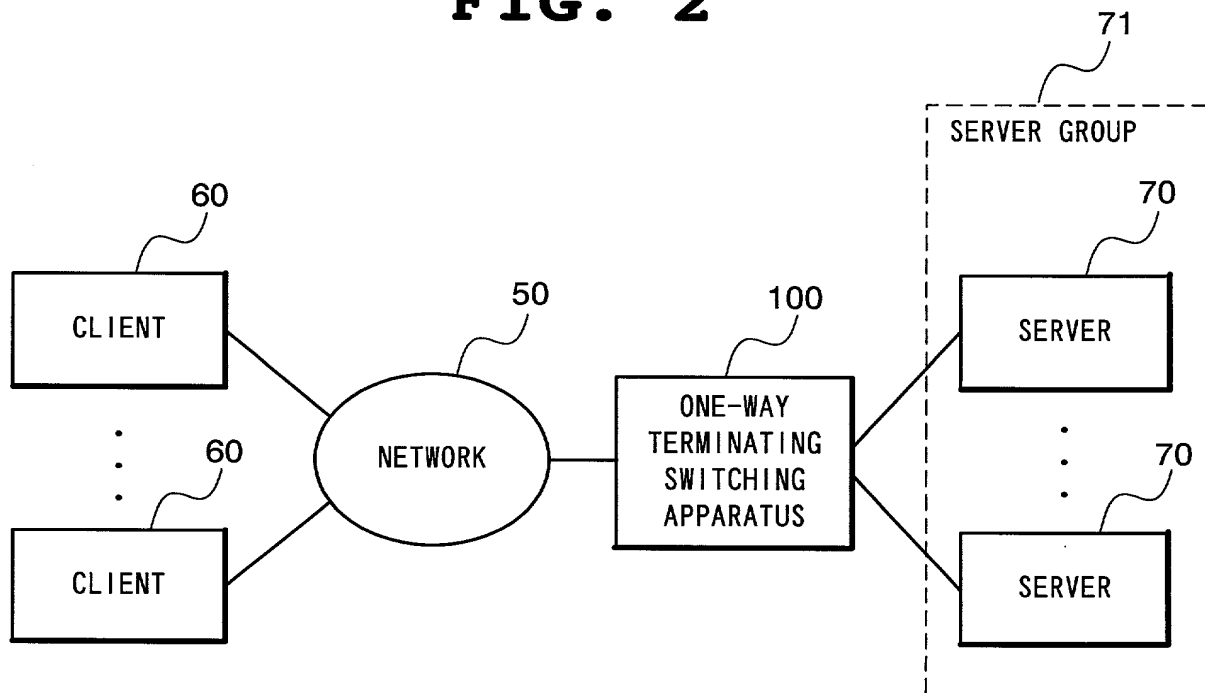 FIG. 2
71
SERVER GROUP
60
70
CLIENT
50
100
SERVER
NETWORK
ONE-WAY
TERMINATING
SWITCHING
APPARATUS
60
70
CLIENT
SERVER